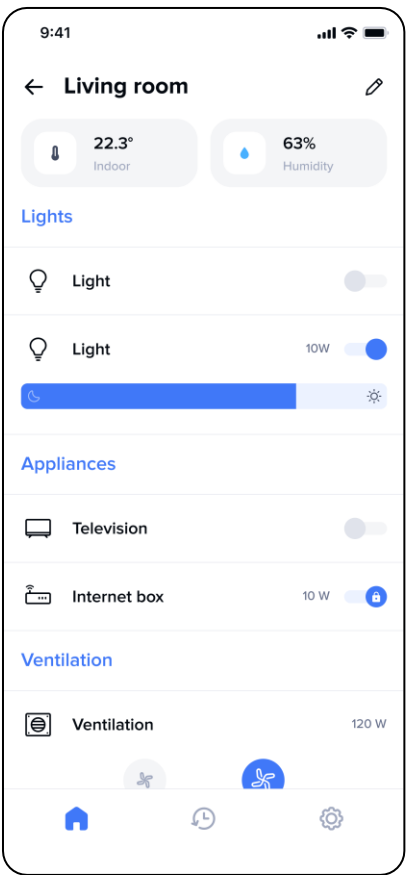 9:41
Living room
22.3°
Indoor
63%
Humidity
Lights
Light
Light 10W
Appliances
Television
Internet box 10 W
Ventilation
Ventilation 120 W